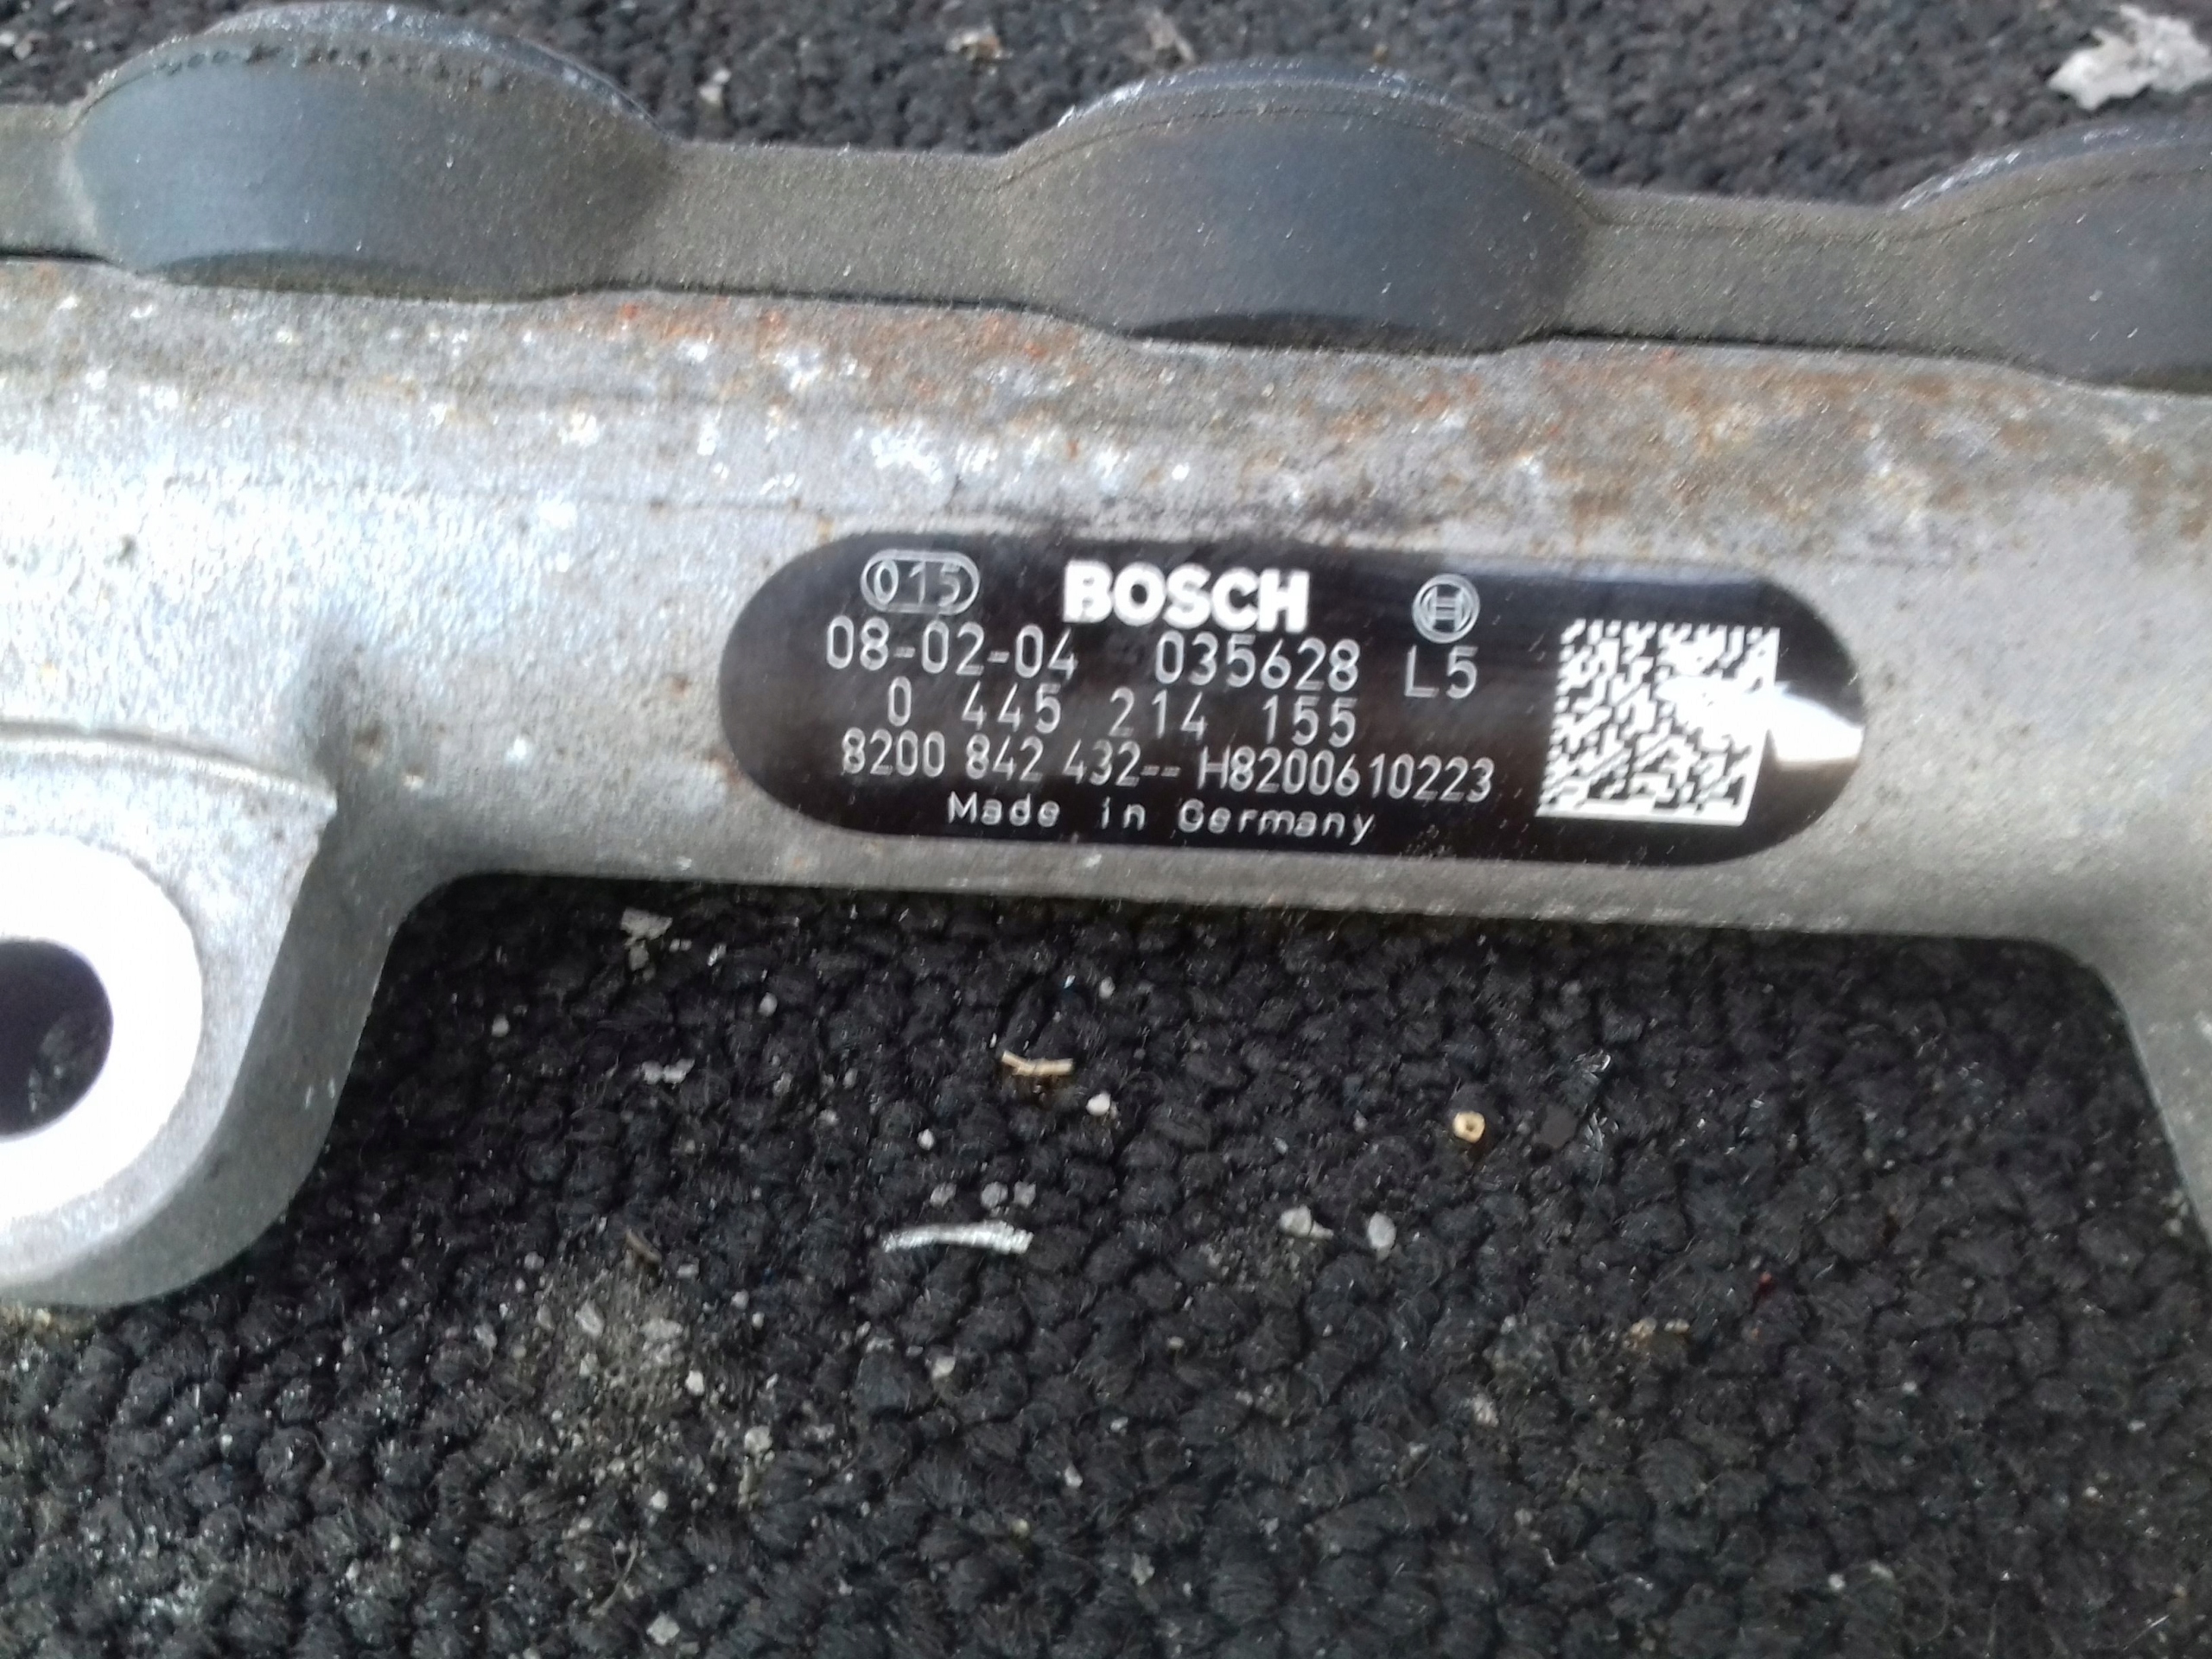 015 BOSCH
08-02-04 035628 L5
0 445 214 155
8200 842 432-- H8200610223
Made in Germany